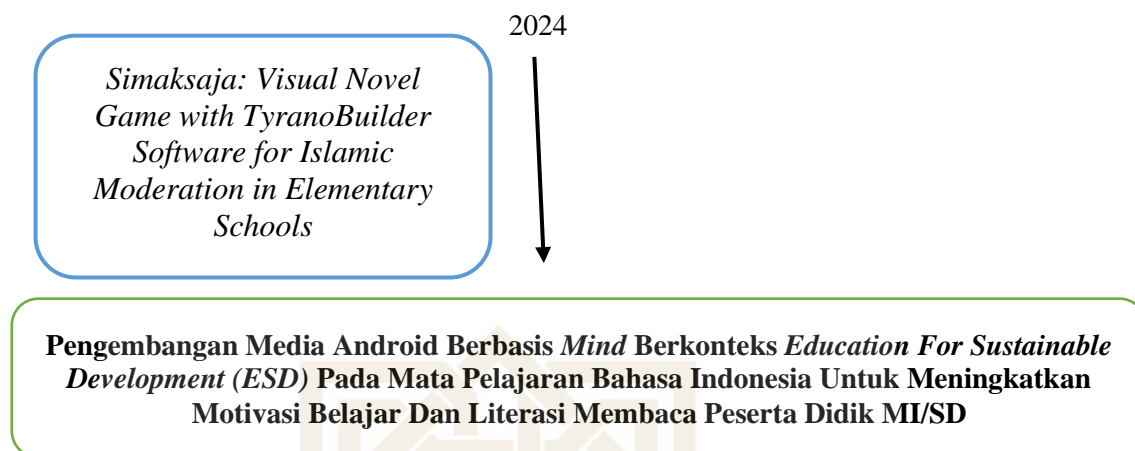 2024
Simaksaja: Visual Novel
Game with TyranoBuilder
Software for Islamic
Moderation in Elementary
Schools
Pengembangan Media Android Berbasis Mind Berkonteks Education For Sustainable
Development (ESD) Pada Mata Pelajaran Bahasa Indonesia Untuk Meningkatkan
Motivasi Belajar Dan Literasi Membaca Peserta Didik MI/SD